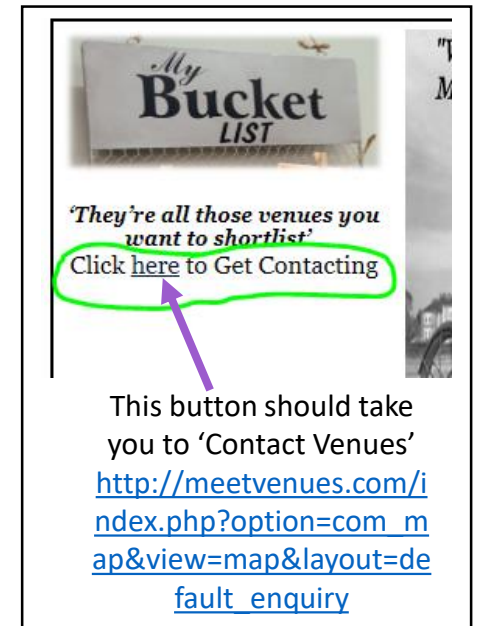 My
Bucket
LIST
"V
M
‘They’re all those venues you
want to shortlist’
Click here to Get Contacting
This button should take
you to ‘Contact Venues’
http://meetvenues.com/i
ndex.php?option=com_m
ap&view=map&layout=de
fault_enquiry